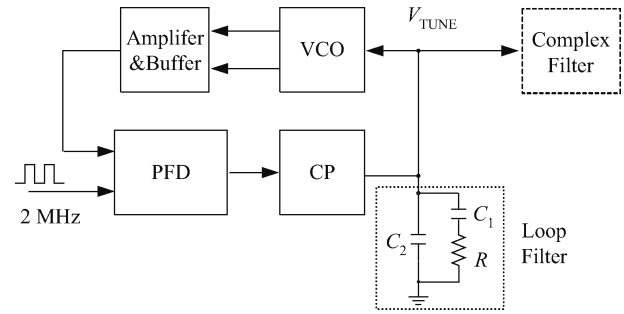 V_TUNE
Amplifer
&Buffer
VCO
Complex
Filter
PFD
CP
2 MHz
C_1
C_2
R
Loop
Filter